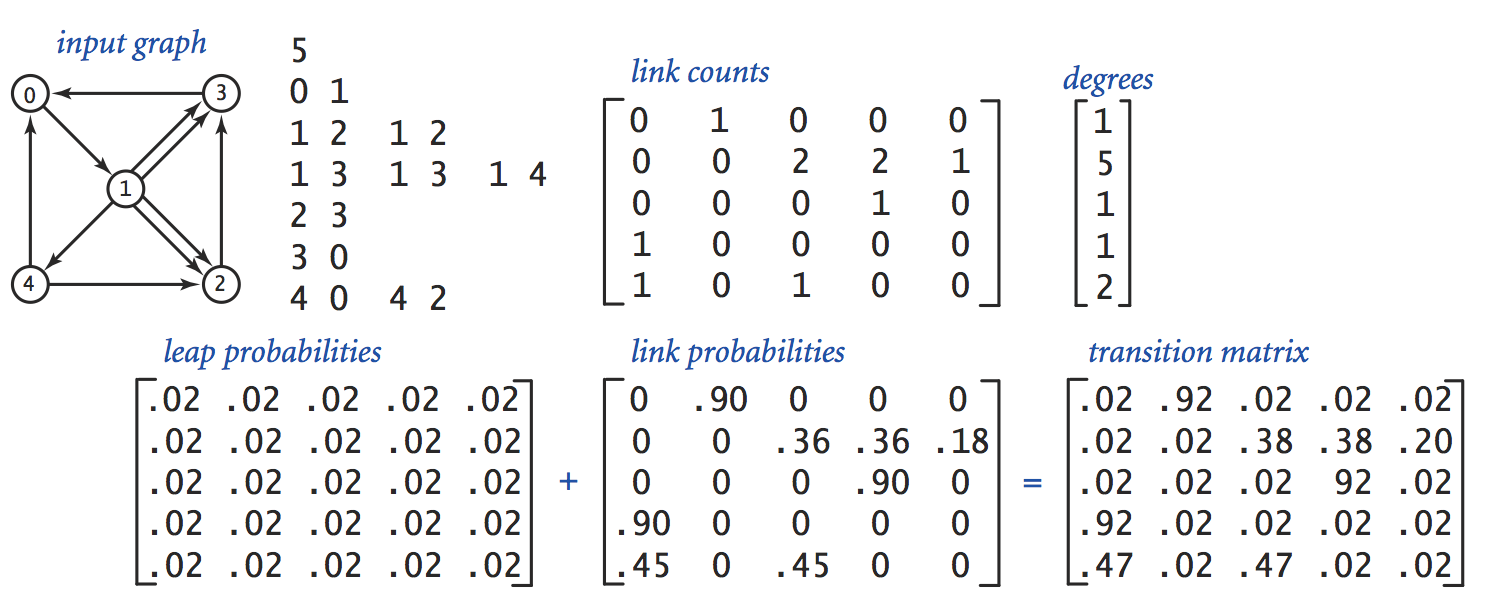 input graph
0 3
1
4 2
5
0 1
1 2 1 2
1 3 1 3 1 4
2 3
3 0
4 0 4 2
link counts
0 1 0 0 0
0 0 2 2 1
0 0 0 1 0
1 0 0 0 0
1 0 1 0 0
degrees
1
5
1
1
2
leap probabilities
.02 .02 .02 .02 .02
.02 .02 .02 .02 .02
.02 .02 .02 .02 .02
.02 .02 .02 .02 .02
.02 .02 .02 .02 .02
+
link probabilities
0 .90 0 0 0
0 0 .36 .36 .18
0 0 0 .90 0
.90 0 0 0 0
.45 0 .45 0 0
=
transition matrix
.02 .92 .02 .02 .02
.02 .02 .38 .38 .20
.02 .02 .02 92 .02
.92 .02 .02 .02 .02
.47 .02 .47 .02 .02